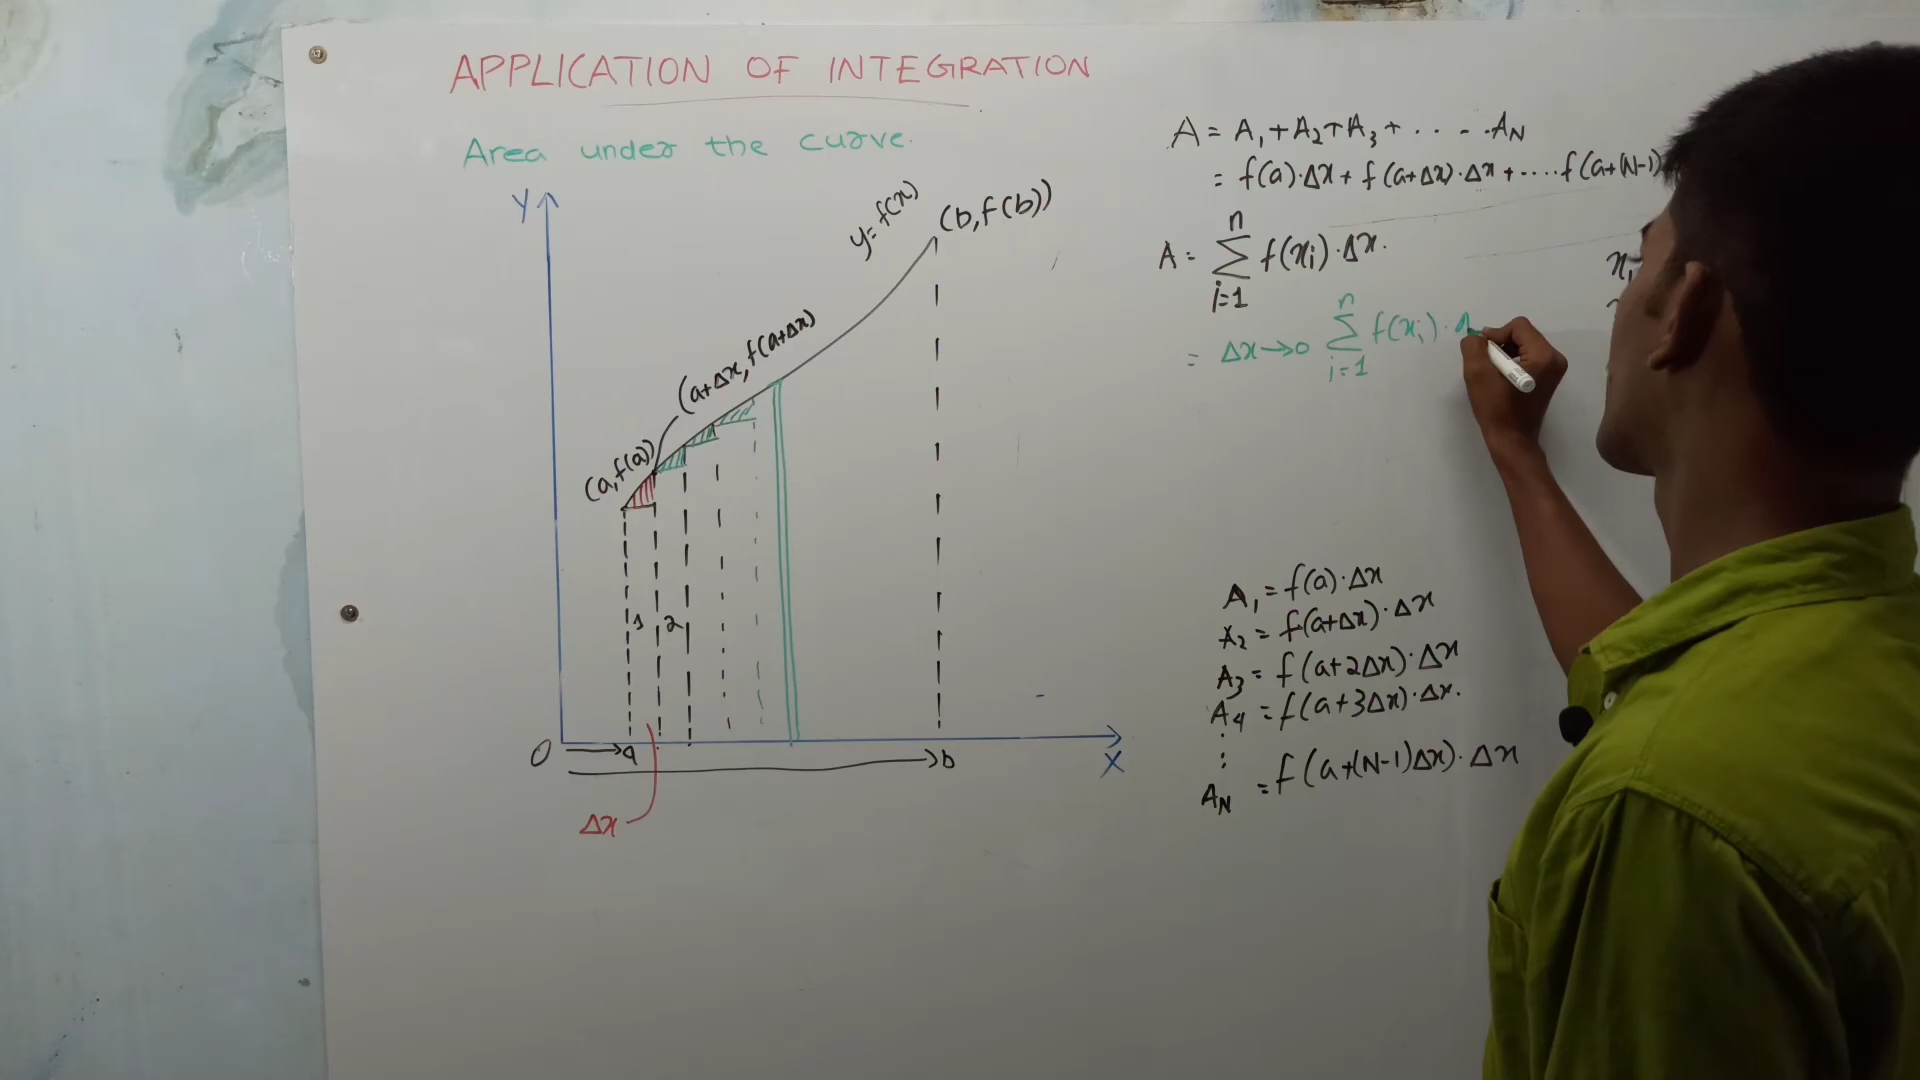 APPLICATION OF INTEGRATION
Area under the curve.
Y
y=f(x)
(b,f(b))
(a+Δx, f(a+Δx)
(a,f(a))
1 2
O a b X
Δx
A = A₁+A₂+A₃+.....A_N
= f(a)·Δx+f(a+Δx)·Δx+....f(a+(N-1)
A = ∑_{i=1}^{n} f(xᵢ)·Δx.
= Δx→0 ∑_{i=1}^{n} f(xᵢ)·
A₁ = f(a)·Δx
A₂ = f(a+Δx)·Δx
A₃ = f(a+2Δx)·Δx
A₄ = f(a+3Δx)·Δx.
:
A_N = f(a+(N-1)Δx)·Δx